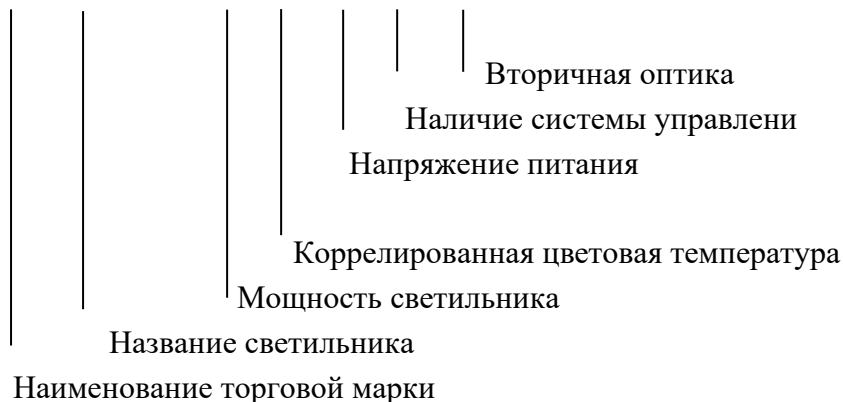 Вторичная оптика
Наличие системы управлени
Напряжение питания
Коррелированная цветовая температура
Мощность светильника
Название светильника
Наименование торговой марки